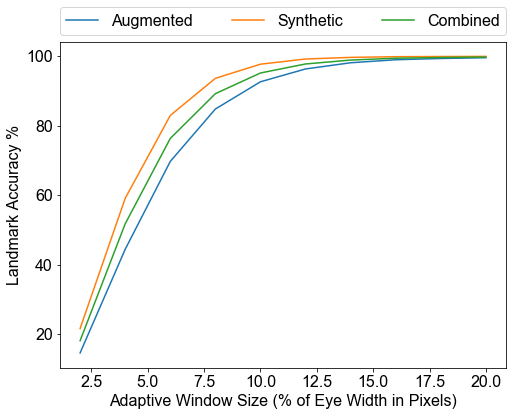 Augmented Synthetic Combined
Landmark Accuracy %
100
80
60
40
20
2.5 5.0 7.5 10.0 12.5 15.0 17.5 20.0
Adaptive Window Size (% of Eye Width in Pixels)